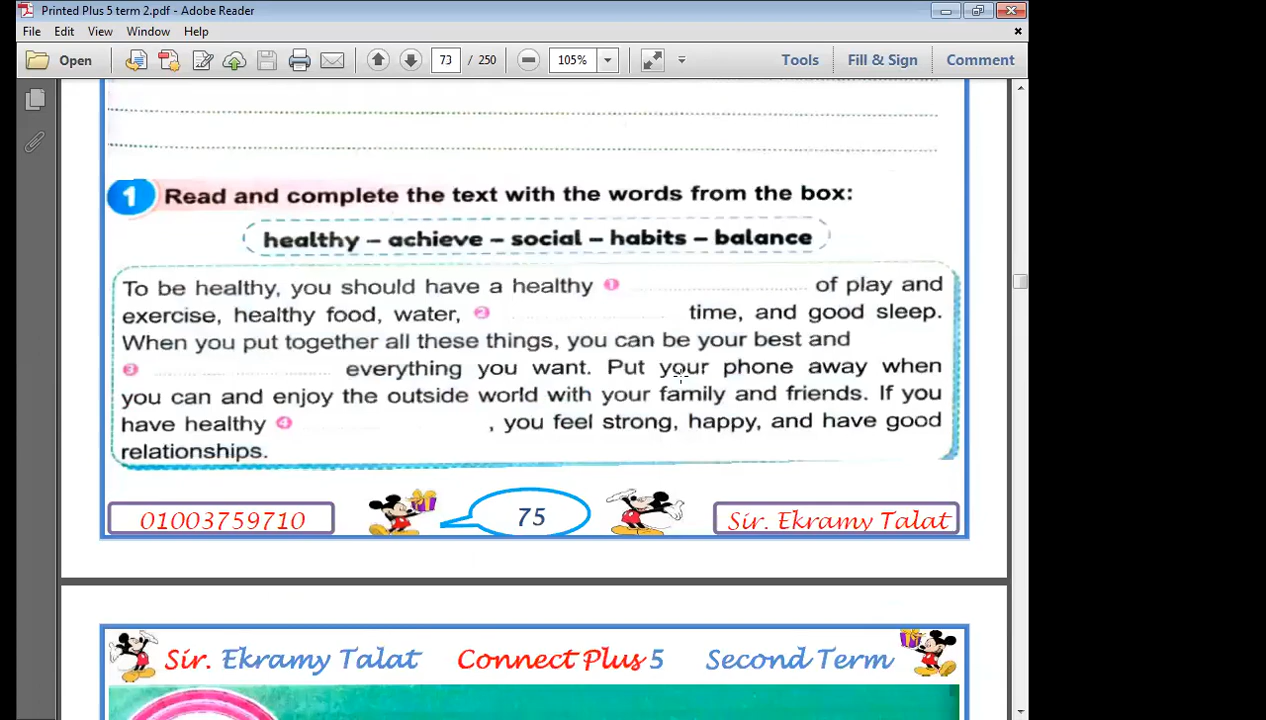 Printed Plus 5 term 2.pdf - Adobe Reader
File Edit View Window Help
Open 73 / 250 105% Tools Fill & Sign Comment
1 Read and complete the text with the words from the box:
healthy – achieve – social – habits – balance
To be healthy, you should have a healthy 1 .................... of play and
exercise, healthy food, water, 2 .................... time, and good sleep.
When you put together all these things, you can be your best and
3 .................... everything you want. Put your phone away when
you can and enjoy the outside world with your family and friends. If you
have healthy 4 .................... , you feel strong, happy, and have good
relationships.
01003759710 75 Sir. Ekramy Talat
Sir. Ekramy Talat Connect Plus 5 Second Term